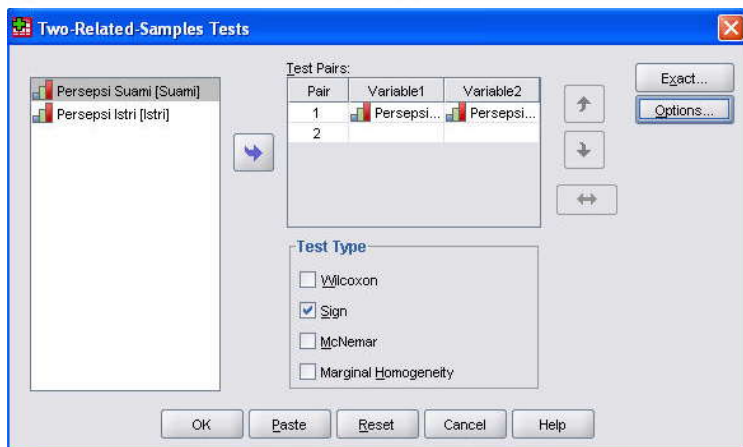 Two-Related-Samples Tests
Persepsi Suami [Suami]
Persepsi Istri [Istri]
Test Pairs:
Pair Variable1 Variable2
1 Persepsi... Persepsi...
2
Exact...
Options...
Test Type
Wilcoxon
Sign
McNemar
Marginal Homogeneity
OK Paste Reset Cancel Help